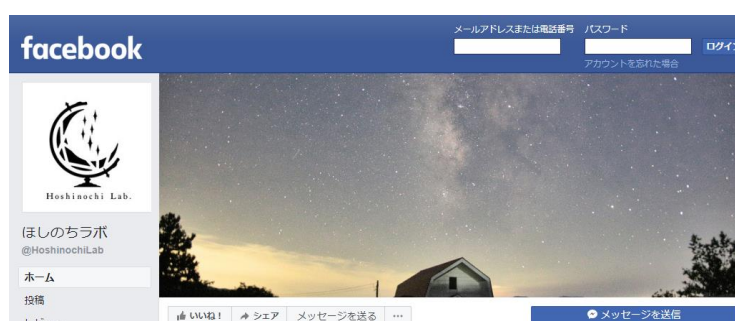 facebook
メールアドレスまたは電話番号
パスワード
アカウントを忘れた場合
Hoshinochi Lab.
ほしのちラボ
@HoshinochiLab
ホーム
投稿
いいね！
シェア
メッセージを送る
メッセージを送信